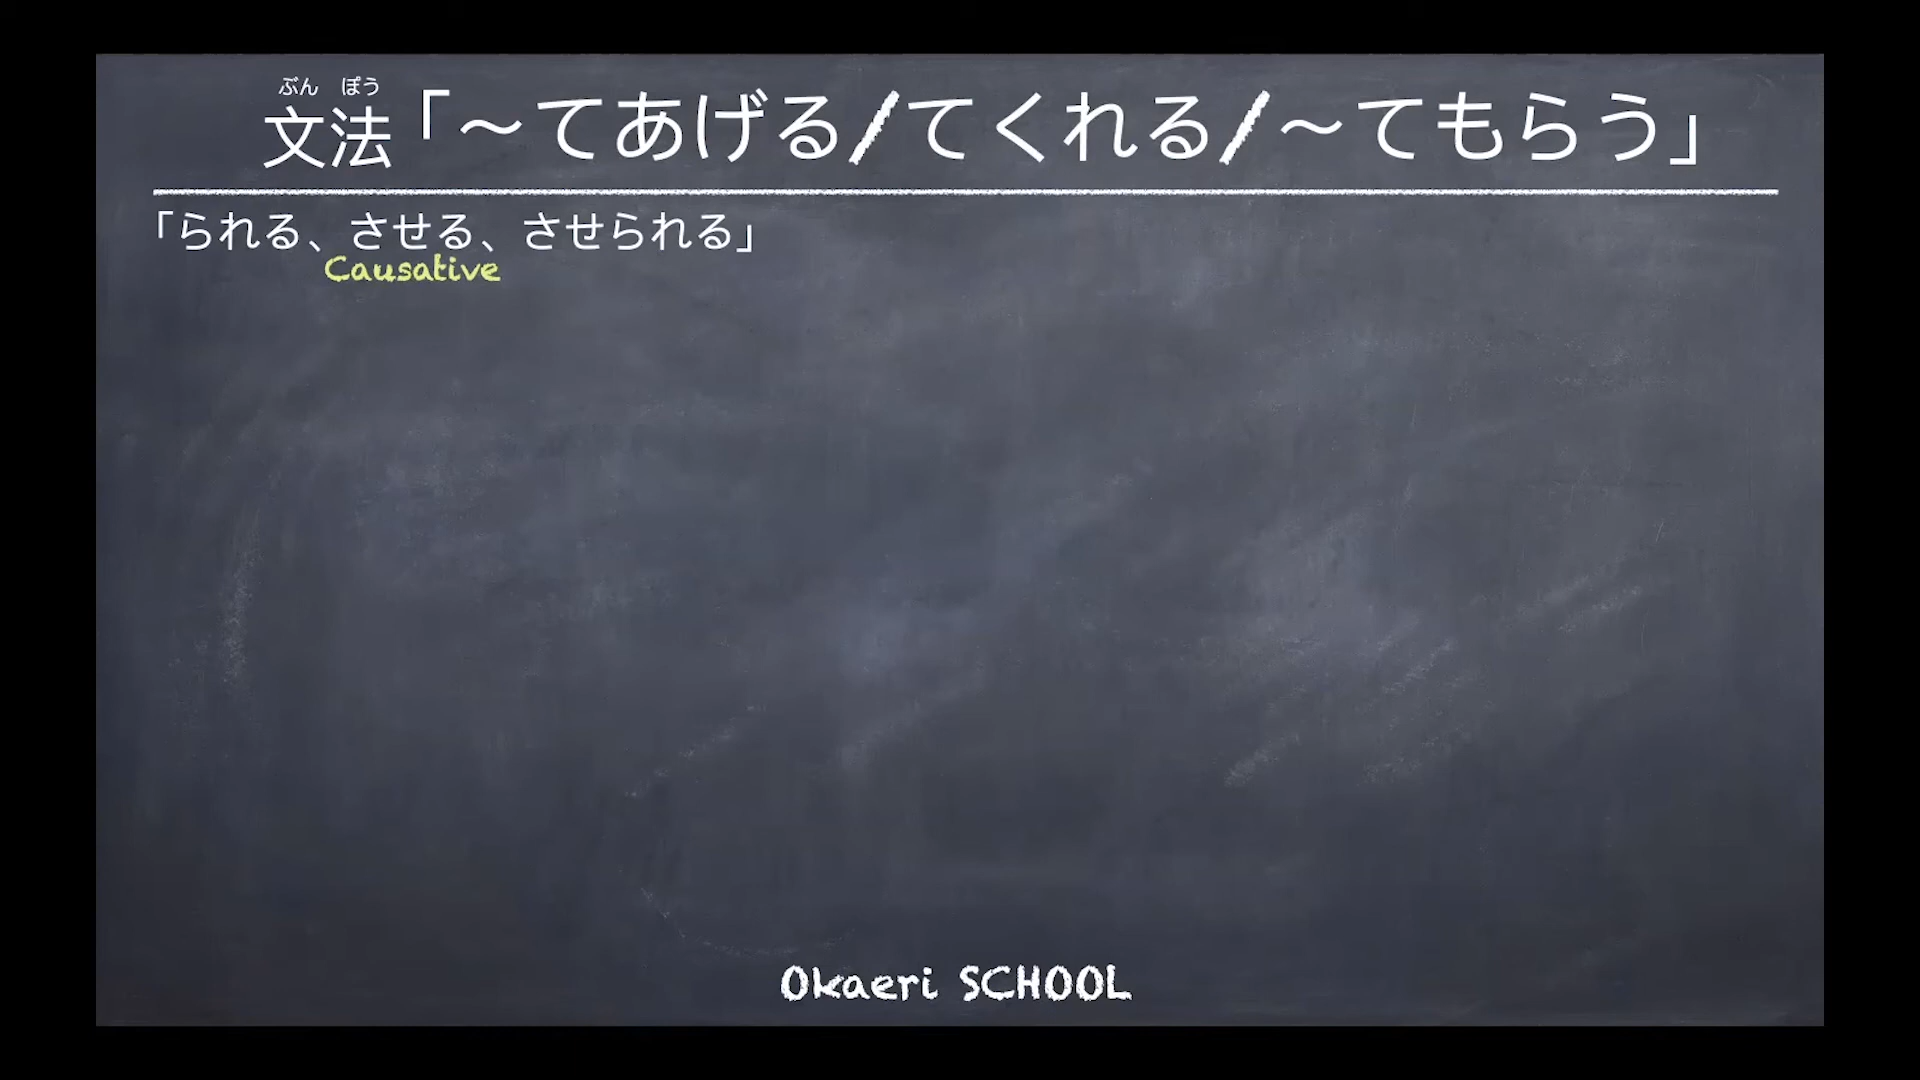 ぶん ぽう
文法「～てあげる/てくれる/～てもらう」
「られる、させる、させられる」
Causative
Okaeri SCHOOL